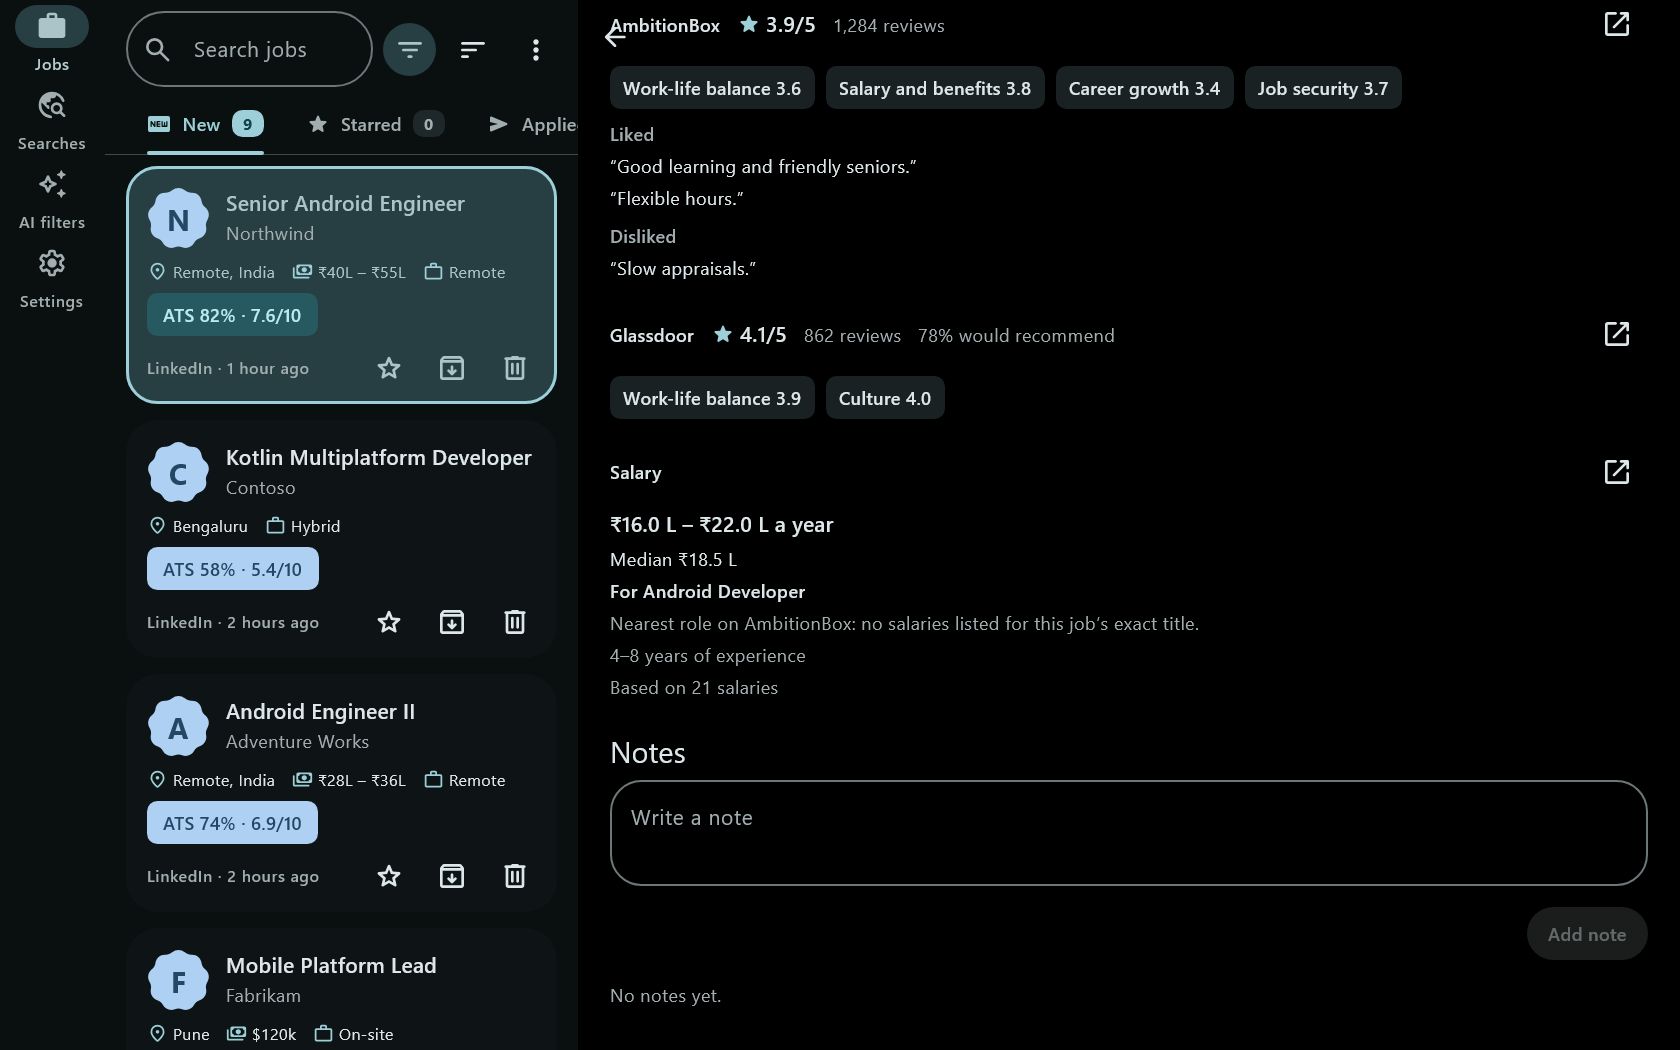 Jobs
Searches
AI filters
Settings
Search jobs
NEW New 9
Starred 0
Applie
N
Senior Android Engineer
Northwind
Remote, India ₹40L – ₹55L Remote
ATS 82% · 7.6/10
LinkedIn · 1 hour ago
C
Kotlin Multiplatform Developer
Contoso
Bengaluru Hybrid
ATS 58% · 5.4/10
LinkedIn · 2 hours ago
A
Android Engineer II
Adventure Works
Remote, India ₹28L – ₹36L Remote
ATS 74% · 6.9/10
LinkedIn · 2 hours ago
F
Mobile Platform Lead
Fabrikam
Pune $120k On-site
AmbitionBox 3.9/5 1,284 reviews
Work-life balance 3.6 Salary and benefits 3.8 Career growth 3.4 Job security 3.7
Liked
“Good learning and friendly seniors.”
“Flexible hours.”
Disliked
“Slow appraisals.”
Glassdoor 4.1/5 862 reviews 78% would recommend
Work-life balance 3.9 Culture 4.0
Salary
₹16.0 L – ₹22.0 L a year
Median ₹18.5 L
For Android Developer
Nearest role on AmbitionBox: no salaries listed for this job’s exact title.
4–8 years of experience
Based on 21 salaries
Notes
Write a note
Add note
No notes yet.